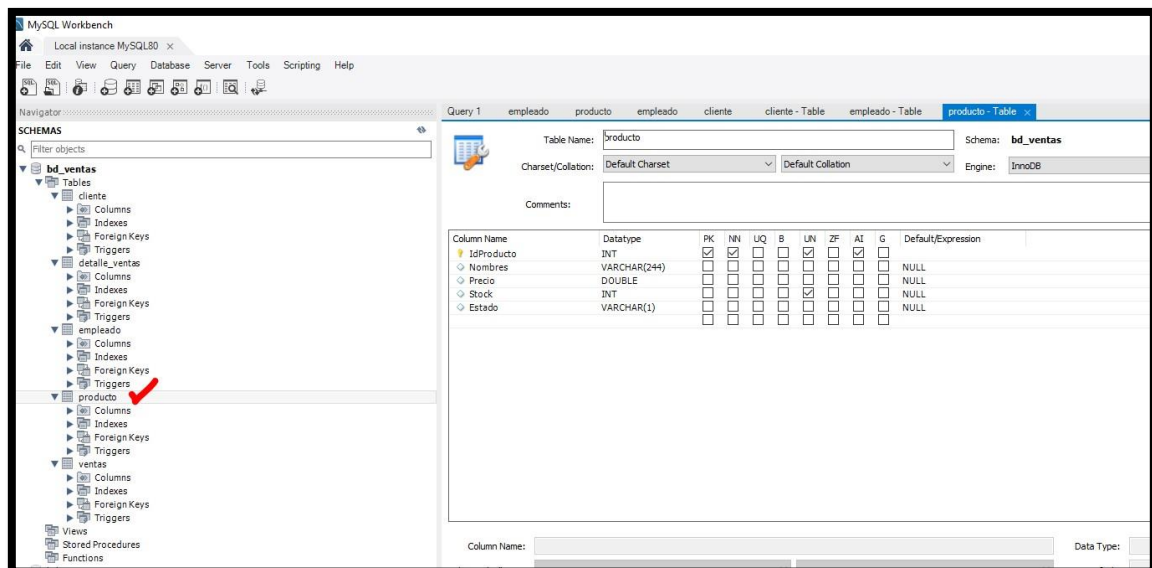 MySQL Workbench
Local instance MySQL80 ×
File Edit View Query Database Server Tools Scripting Help
Navigator
SCHEMAS
Filter objects
bd_ventas
Tables
cliente
Columns
Indexes
Foreign Keys
Triggers
detalle_ventas
Columns
Indexes
Foreign Keys
Triggers
empleado
Columns
Indexes
Foreign Keys
Triggers
producto
Columns
Indexes
Foreign Keys
Triggers
ventas
Columns
Indexes
Foreign Keys
Triggers
Views
Stored Procedures
Functions
Query 1 empleado producto empleado cliente cliente - Table empleado - Table producto - Table ×
Table Name: producto Schema: bd_ventas
Charset/Collation: Default Charset Default Collation Engine: InnoDB
Comments:
Column Name Datatype PK NN UQ B UN ZF AI G Default/Expression
IdProducto INT
Nombres VARCHAR(244) NULL
Precio DOUBLE NULL
Stock INT NULL
Estado VARCHAR(1) NULL
Column Name: Data Type: